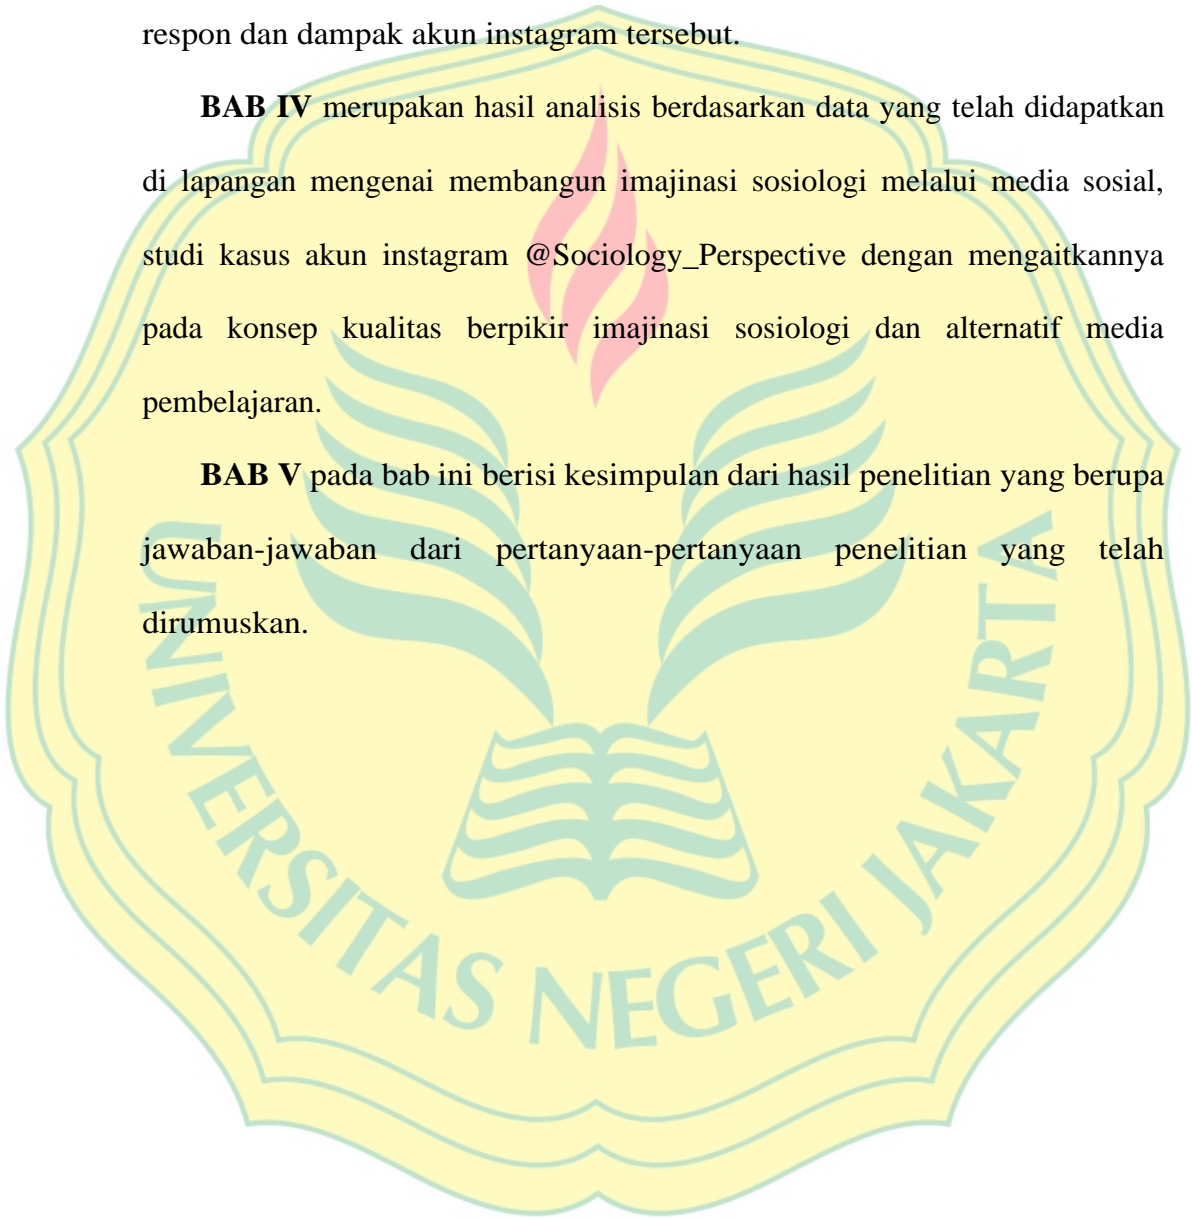 respon dan dampak akun instagram tersebut.
BAB IV merupakan hasil analisis berdasarkan data yang telah didapatkan
di lapangan mengenai membangun imajinasi sosiologi melalui media sosial,
studi kasus akun instagram @Sociology_Perspective dengan mengaitkannya
pada konsep kualitas berpikir imajinasi sosiologi dan alternatif media
pembelajaran.
BAB V pada bab ini berisi kesimpulan dari hasil penelitian yang berupa
jawaban-jawaban dari pertanyaan-pertanyaan penelitian yang telah
dirumuskan.
UNIVERSITAS NEGERI JAKARTA